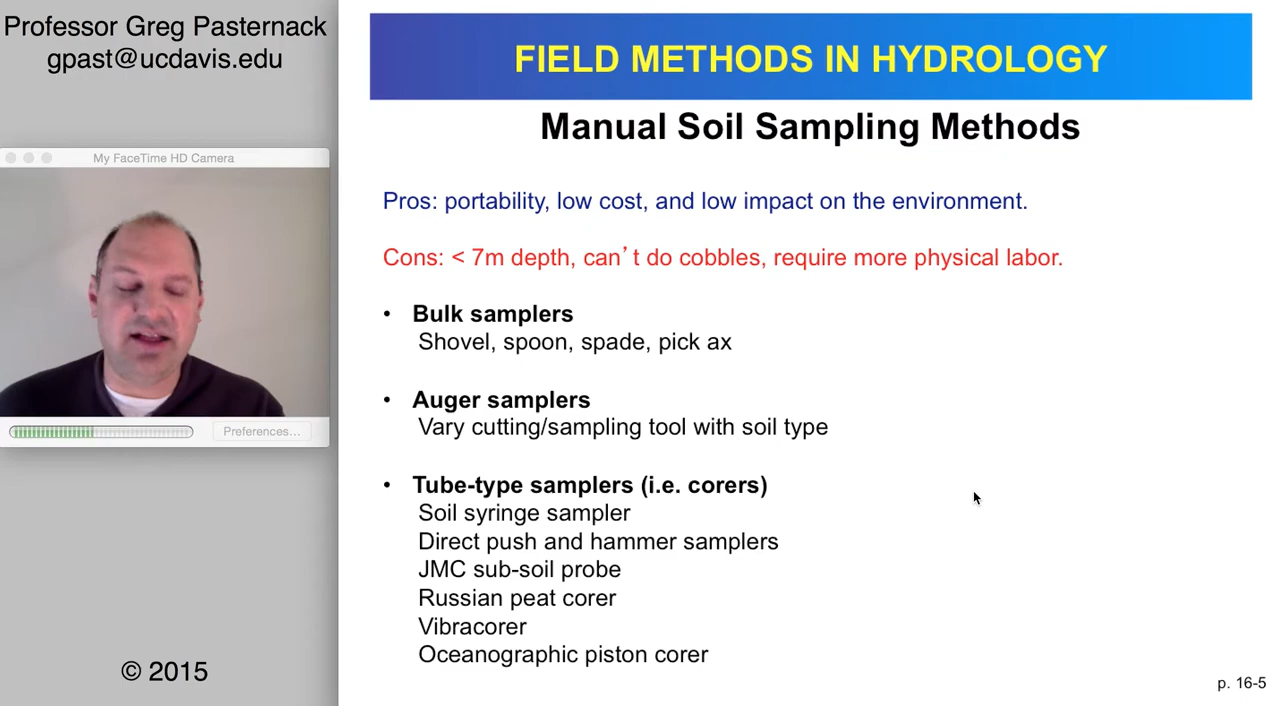 Professor Greg Pasternack
gpast@ucdavis.edu
My FaceTime HD Camera
Preferences...
© 2015
FIELD METHODS IN HYDROLOGY
Manual Soil Sampling Methods
Pros: portability, low cost, and low impact on the environment.
Cons: < 7m depth, can’t do cobbles, require more physical labor.
• Bulk samplers
Shovel, spoon, spade, pick ax
• Auger samplers
Vary cutting/sampling tool with soil type
• Tube-type samplers (i.e. corers)
Soil syringe sampler
Direct push and hammer samplers
JMC sub-soil probe
Russian peat corer
Vibracorer
Oceanographic piston corer
p. 16-5